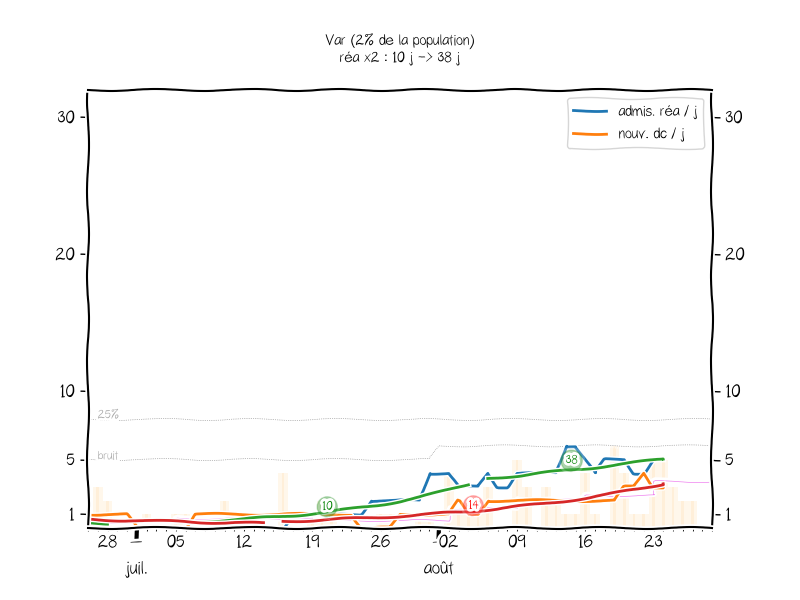 Var (2% de la population)
réa x2 : 10 j -> 38 j
admis. réa / j
nouv. dc / j
30 30
20 20
10 10
25%
bruit
5 5
38
10
14
1 1
28 05 12 19 26 02 09 16 23
juil. août